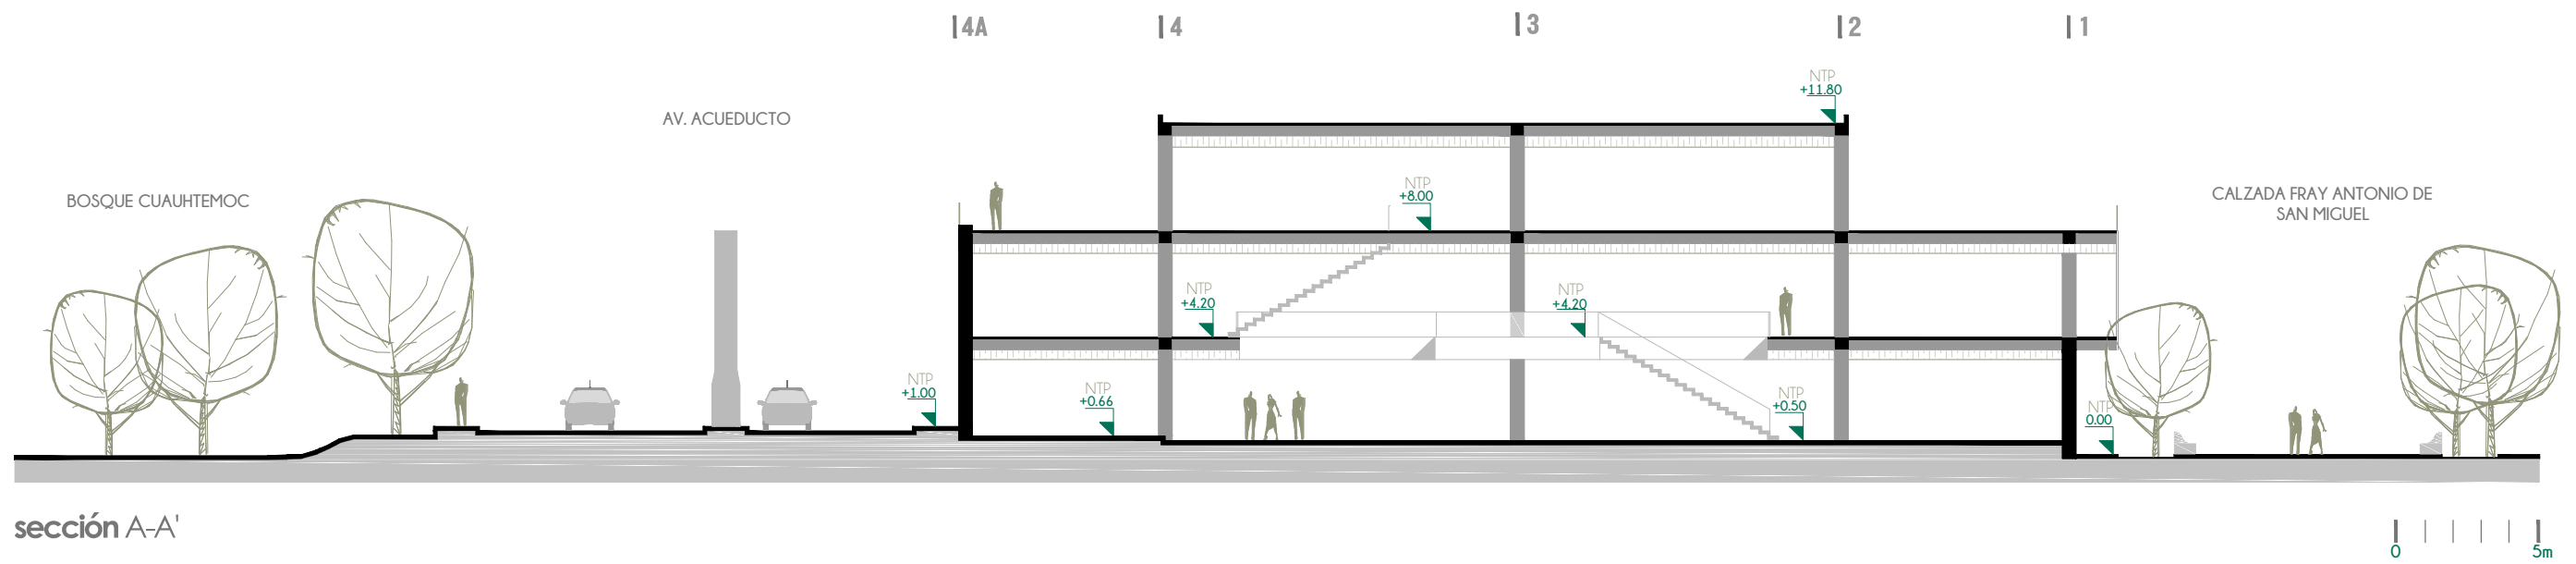 4A
4
3
2
1
NTP
+11.80
AV. ACUEDUCTO
BOSQUE CUAUHTEMOC
NTP
+8.00
CALZADA FRAY ANTONIO DE
SAN MIGUEL
NTP
+4.20
NTP
+4.20
NTP
+1.00
NTP
+0.66
NTP
+0.50
NTP
0.00
sección A-A'
0
5m